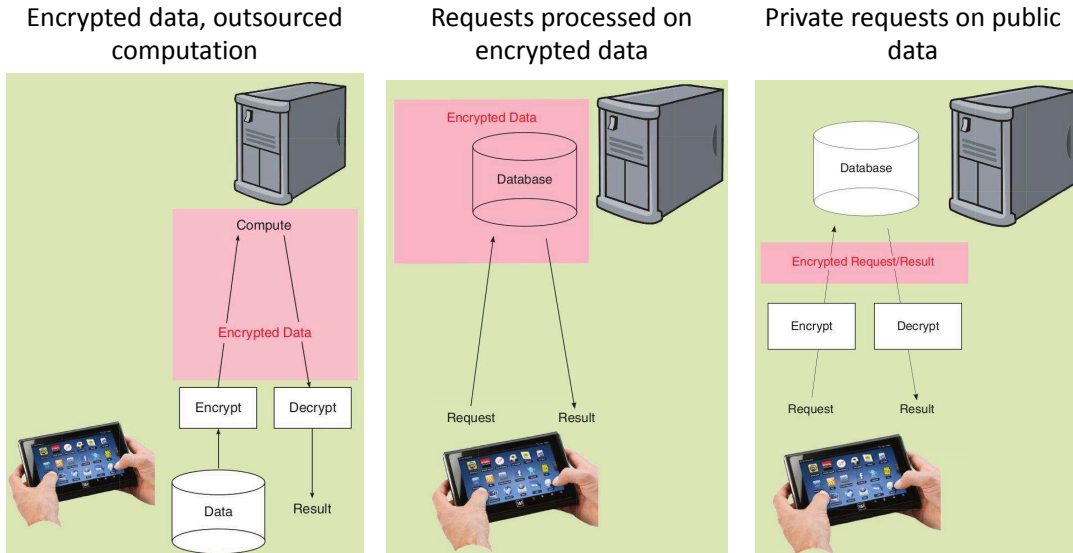 Encrypted data, outsourced
computation
Compute
Encrypted Data
Encrypt
Decrypt
Data
Result
Requests processed on
encrypted data
Encrypted Data
Database
Request
Result
Private requests on public
data
Database
Encrypted Request/Result
Encrypt
Decrypt
Request
Result